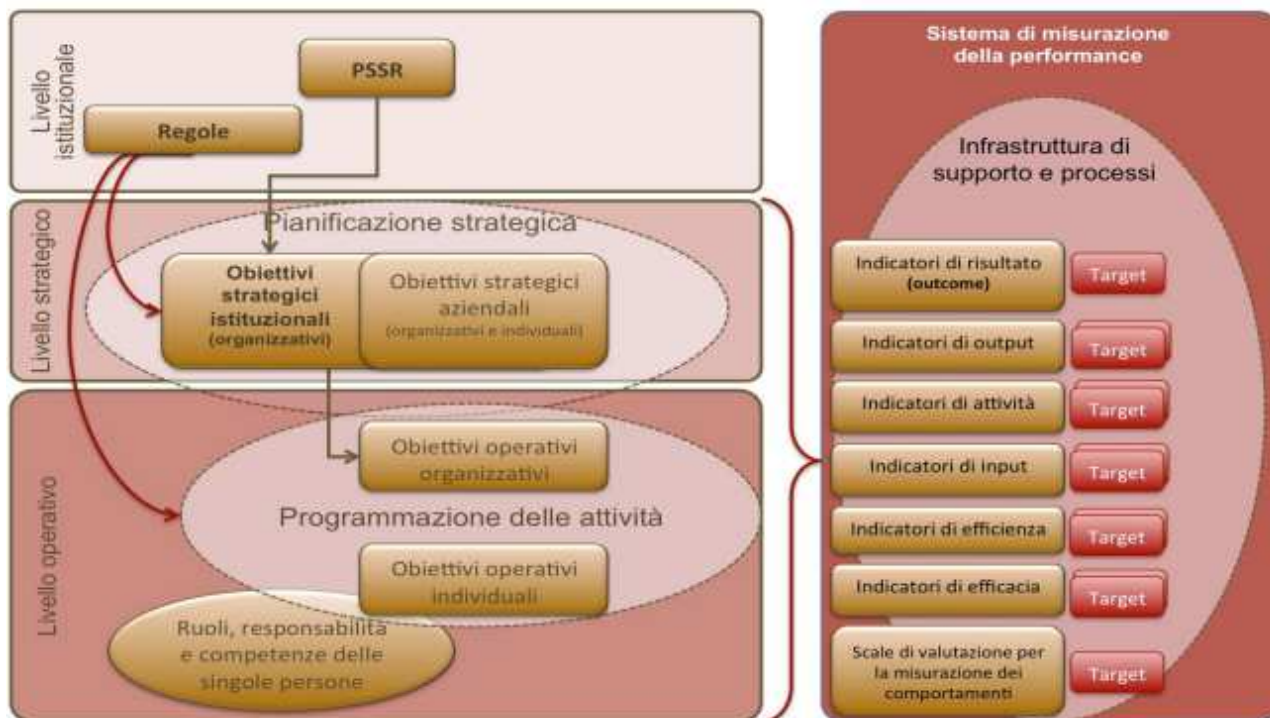 Livello
istituzionale
PSSR
Regole
Livello strategico
Pianificazione strategica
Obiettivi
strategici
istituzionali
(organizzativi)
Obiettivi strategici
aziendali
(organizzativi e individuali)
Livello operativo
Obiettivi operativi
organizzativi
Programmazione delle attività
Obiettivi operativi
individuali
Ruoli, responsabilità
e competenze delle
singole persone
Sistema di misurazione
della performance
Infrastruttura di
supporto e processi
Indicatori di risultato
(outcome)
Target
Indicatori di output
Target
Indicatori di attività
Target
Indicatori di input
Target
Indicatori di efficienza
Target
Indicatori di efficacia
Target
Scale di valutazione per
la misurazione dei
comportamenti
Target